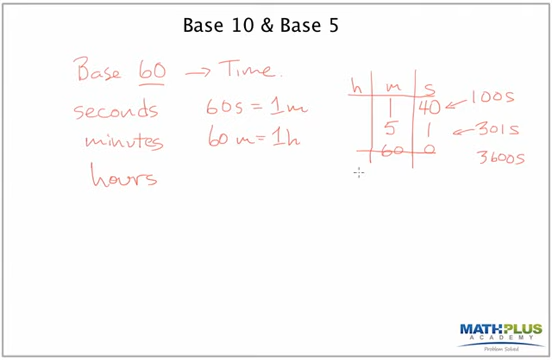 Base 10 & Base 5
Base 60 → Time.
seconds 60s = 1m
minutes 60m = 1h
hours
h m s
1 40 ← 100s
5 1 ← 301s
60 0 3600s
MATHPLUS
ACADEMY
Problem Solved!